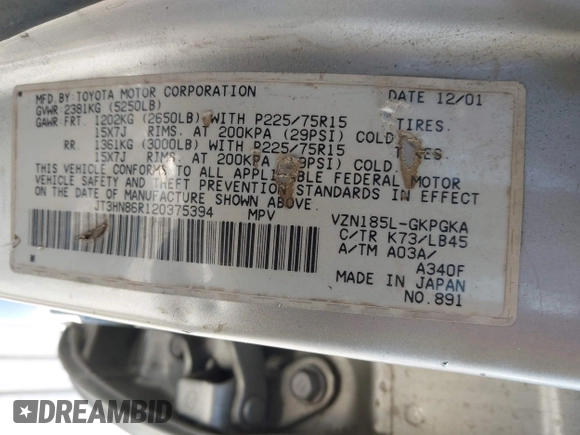 MFD.BY:TOYOTA MOTOR CORPORATION DATE 12/01
GVWR 2381KG (5250LB)
GAWR FRT. 1202KG (2650LB) WITH P225/75R15 TIRES.
15X7J RIMS. AT 200KPA (29PSI) COLD
RR. 1361KG (3000LB) WITH P225/75R15 TIRES.
15X7J RIMS. AT 200KPA (29PSI) COLD.
THIS VEHICLE CONFORMS TO ALL APPLICABLE FEDERAL MOTOR
VEHICLE SAFETY AND THEFT PREVENTION STANDARDS IN EFFECT
ON THE DATE OF MANUFACTURE SHOWN ABOVE.
JT3HN86R120375394 MPV
VZN185L-GKPGKA
C/TR K73/LB45
A/TM A03A/
A340F
MADE IN JAPAN
NO.891
DREAMBID